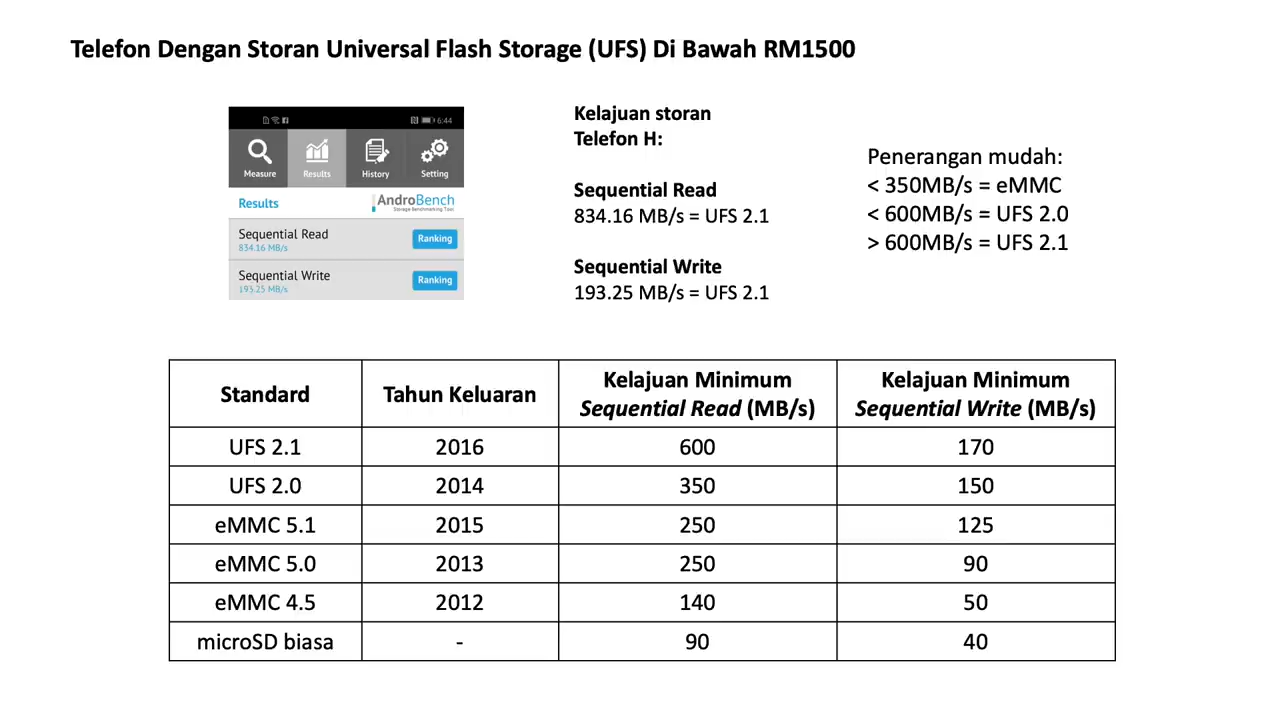 Telefon Dengan Storan Universal Flash Storage (UFS) Di Bawah RM1500
6:44
Measure
Results
History
Setting
Results
AndroBench
Storage Benchmarking Tool
Sequential Read
834.16 MB/s
Ranking
Sequential Write
193.25 MB/s
Ranking
Kelajuan storan
Telefon H:
Sequential Read
834.16 MB/s = UFS 2.1
Sequential Write
193.25 MB/s = UFS 2.1
Penerangan mudah:
< 350MB/s = eMMC
< 600MB/s = UFS 2.0
> 600MB/s = UFS 2.1
Standard
Tahun Keluaran
Kelajuan Minimum
Sequential Read (MB/s)
Kelajuan Minimum
Sequential Write (MB/s)
UFS 2.1 2016 600 170
UFS 2.0 2014 350 150
eMMC 5.1 2015 250 125
eMMC 5.0 2013 250 90
eMMC 4.5 2012 140 50
microSD biasa - 90 40